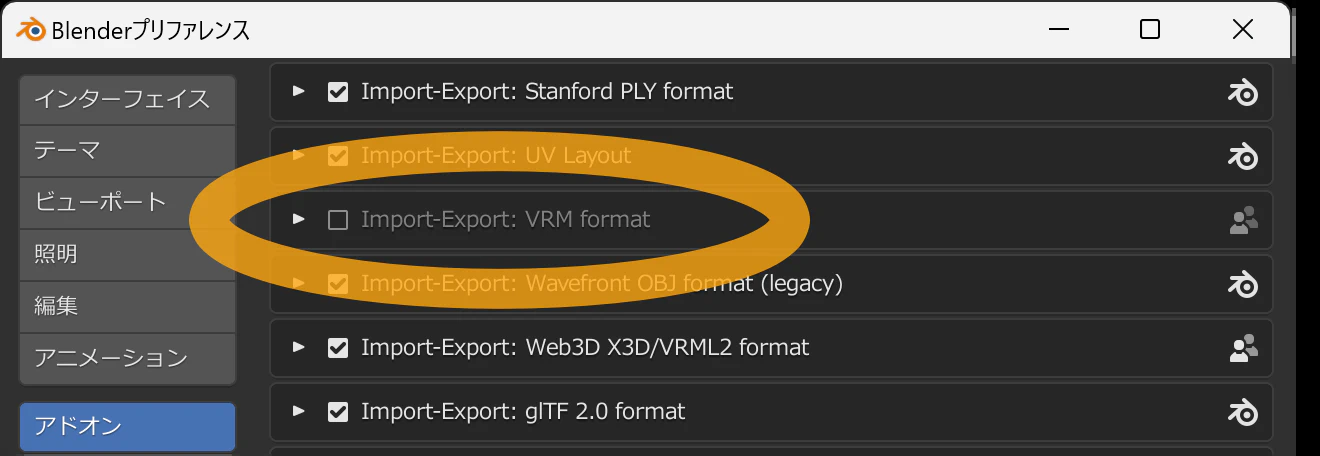 Blenderプリファレンス
インターフェイス
テーマ
ビューポート
照明
編集
アニメーション
アドオン
Import-Export: Stanford PLY format
Import-Export: UV Layout
Import-Export: VRM format
Import-Export: Wavefront OBJ format (legacy)
Import-Export: Web3D X3D/VRML2 format
Import-Export: glTF 2.0 format